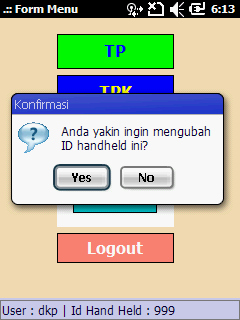 .:: Form Menu
6:13
TP
TPK
Konfirmasi
Anda yakin ingin mengubah
ID handheld ini?
Yes No
Logout
User : dkp | Id Hand Held : 999